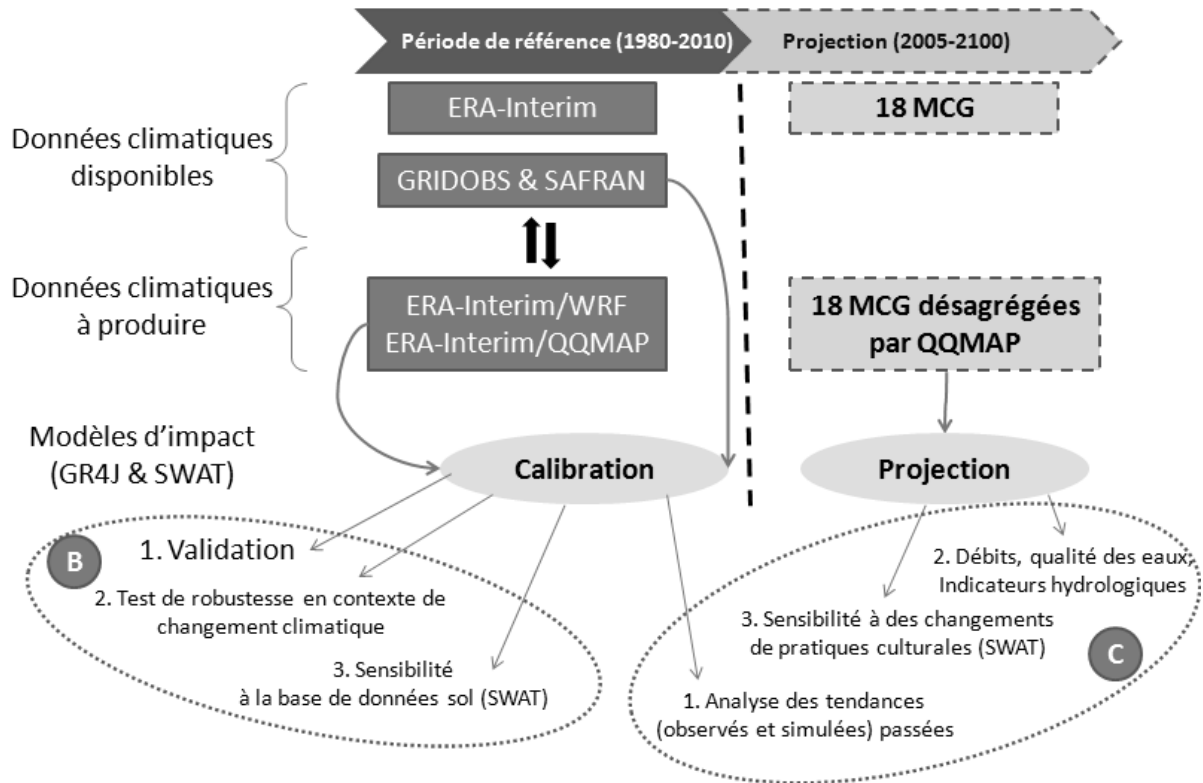 Période de référence (1980-2010)
Projection (2005-2100)
Données climatiques
disponibles
ERA-Interim
18 MCG
GRIDOBS & SAFRAN
Données climatiques
à produire
ERA-Interim/WRF
ERA-Interim/QQMAP
18 MCG désagrégées
par QQMAP
Modèles d’impact
(GR4J & SWAT)
Calibration
Projection
B
1. Validation
2. Test de robustesse en contexte de
changement climatique
3. Sensibilité
à la base de données sol (SWAT)
2. Débits, qualité des eaux,
Indicateurs hydrologiques
3. Sensibilité à des changements
de pratiques culturales (SWAT)
C
1. Analyse des tendances
(observés et simulées) passées